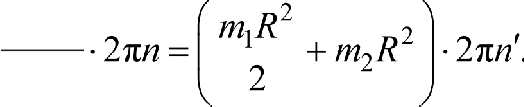 ——— · 2πn = ( m₁R² / 2 + m₂R² ) · 2πn′.